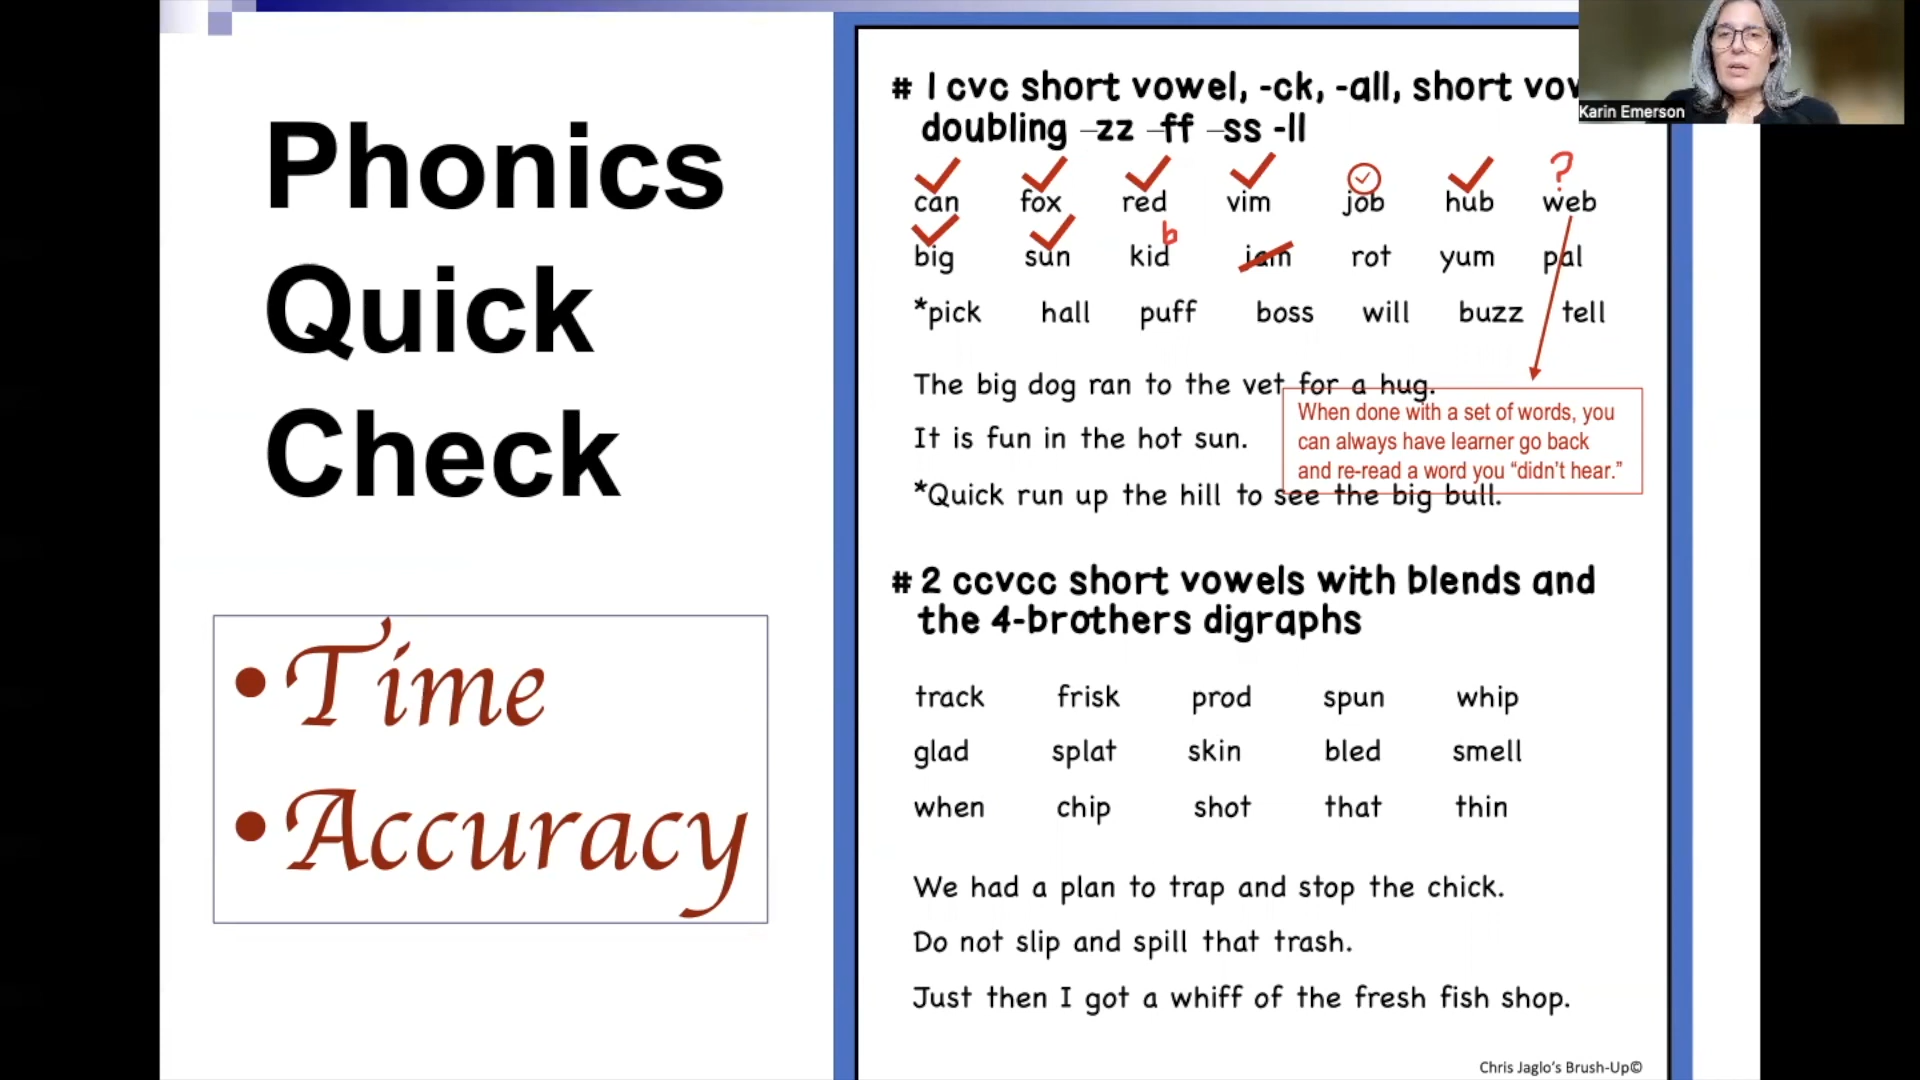 Phonics
Quick
Check
• Time
• Accuracy
# 1 cvc short vowel, -ck, -all, short vow
doubling –zz –ff –ss -ll
can fox red vim job hub web
?
big sun kid jam rot yum pal
b
*pick hall puff boss will buzz tell
The big dog ran to the vet for a hug.
It is fun in the hot sun.
*Quick run up the hill to see the big bull.
When done with a set of words, you
can always have learner go back
and re-read a word you “didn’t hear.”
# 2 ccvcc short vowels with blends and
the 4-brothers digraphs
track frisk prod spun whip
glad splat skin bled smell
when chip shot that thin
We had a plan to trap and stop the chick.
Do not slip and spill that trash.
Just then I got a whiff of the fresh fish shop.
Chris Jaglo’s Brush-Up©
Karin Emerson